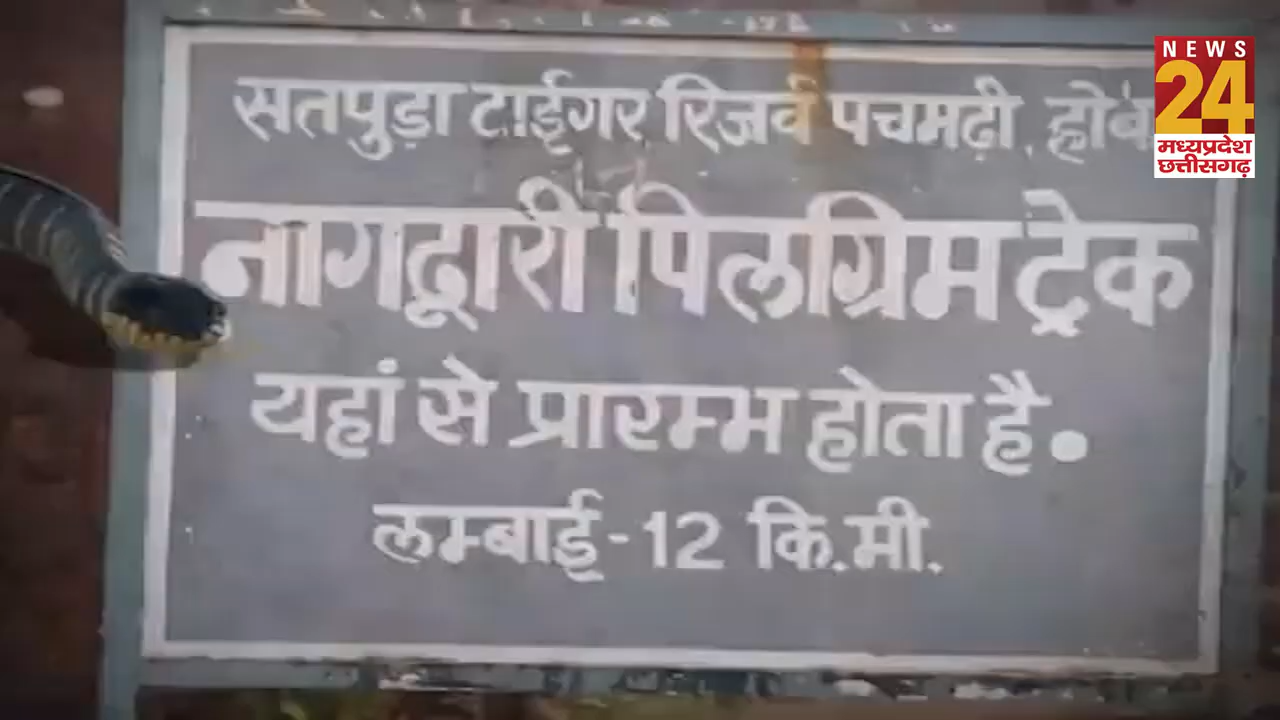 सतपुड़ा टाईगर रिजर्व पचमढ़ी,
नागद्वारी पिलग्रिम ट्रेक
यहां से प्रारम्भ होता है.
लम्बाई - 12 कि.मी.
NEWS
24
मध्यप्रदेश
छत्तीसगढ़